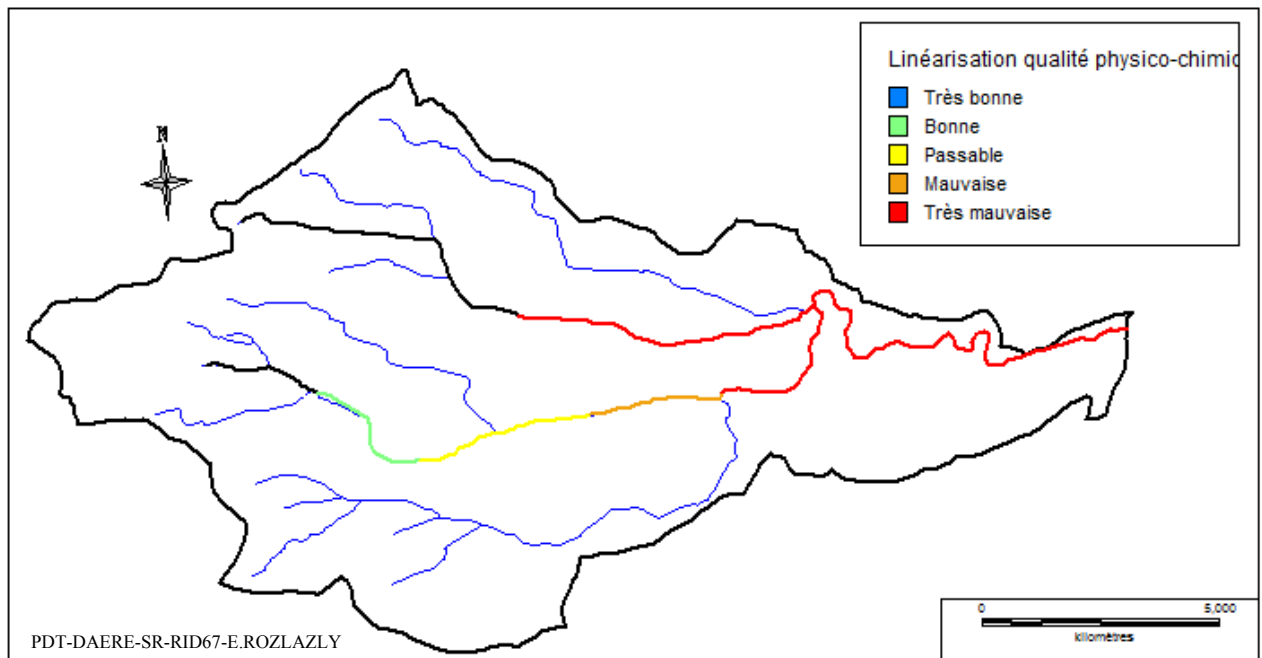 Linéarisation qualité physico-chimic
Très bonne
Bonne
Passable
Mauvaise
Très mauvaise
N
0 5,000
kilomètres
PDT-DAERE-SR-RID67-E.ROZLAZLY